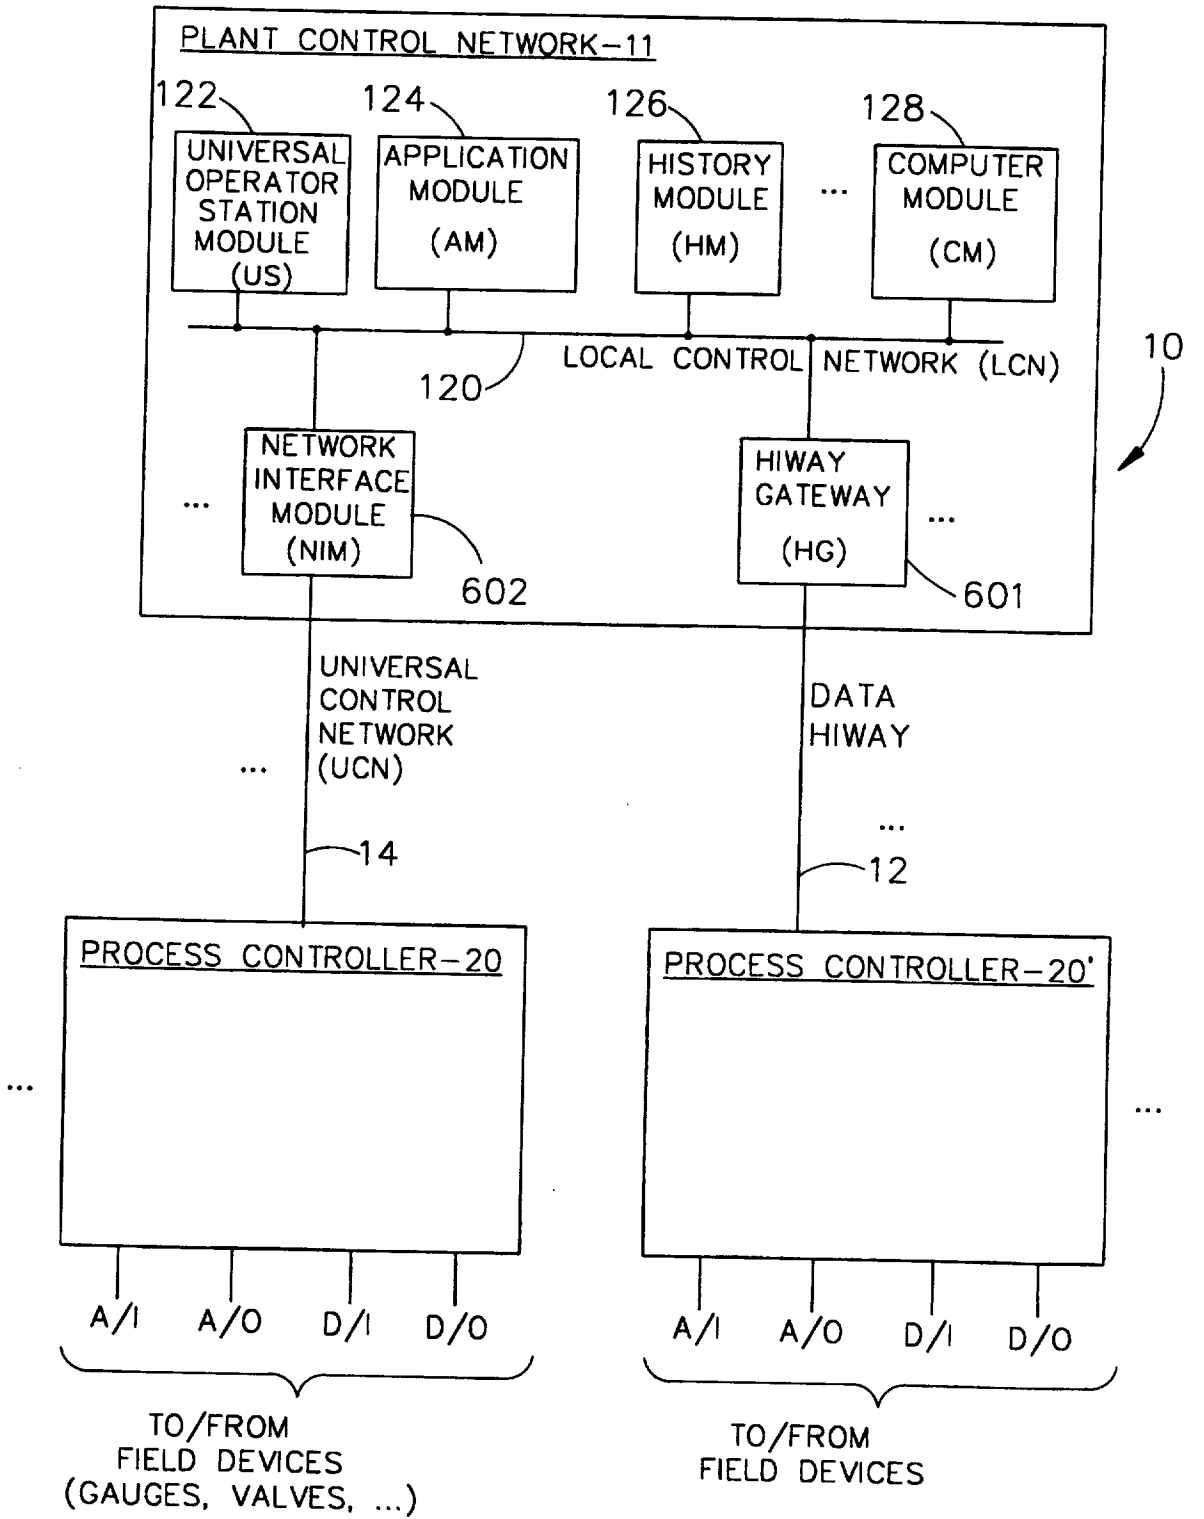 PLANT CONTROL NETWORK-11
122
124
126
128
UNIVERSAL
OPERATOR
STATION
MODULE
(US)
APPLICATION
MODULE
(AM)
HISTORY
MODULE
(HM)
...
COMPUTER
MODULE
(CM)
LOCAL CONTROL NETWORK (LCN)
120
10
...
NETWORK
INTERFACE
MODULE
(NIM)
602
HIWAY
GATEWAY
(HG)
...
601
UNIVERSAL
CONTROL
NETWORK
(UCN)
...
DATA
HIWAY
...
14
12
PROCESS CONTROLLER-20
PROCESS CONTROLLER-20'
...
...
A/I A/O D/I D/O
A/I A/O D/I D/O
TO/FROM
FIELD DEVICES
(GAUGES, VALVES, ...)
TO/FROM
FIELD DEVICES